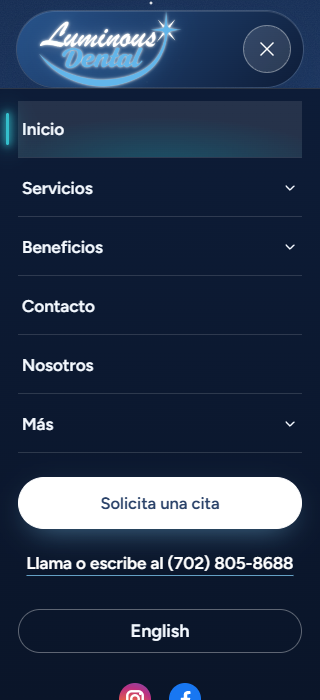 Luminous
Dental
Inicio
Servicios
Beneficios
Contacto
Nosotros
Más
Solicita una cita
Llama o escribe al (702) 805-8688
English